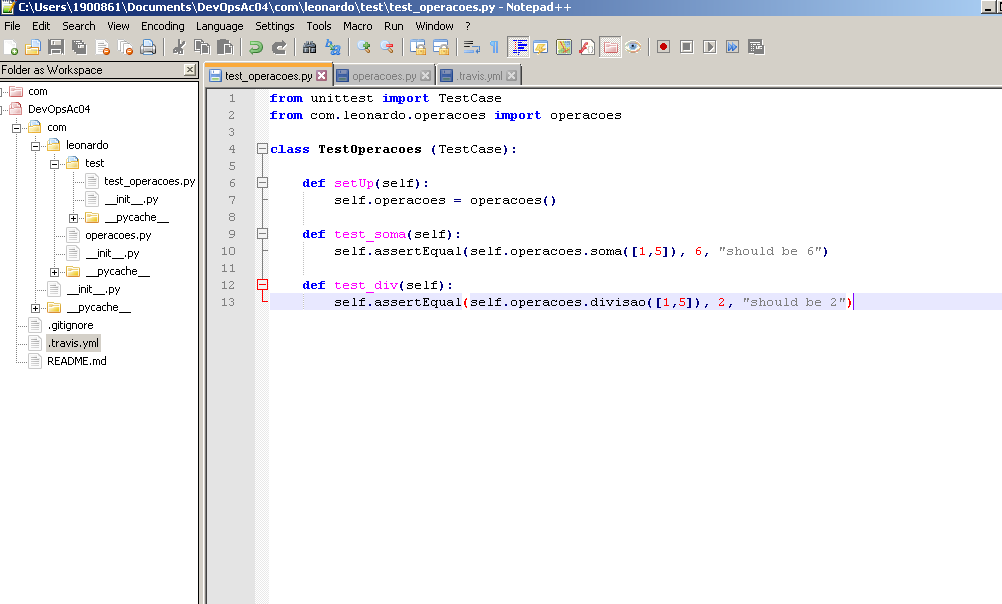 C:\Users\1900861\Documents\DevOpsAc04\com\leonardo\test\test_operacoes.py - Notepad++
File Edit Search View Encoding Language Settings Tools Macro Run Window ?
Folder as Workspace
com
DevOpsAc04
com
leonardo
test
test_operacoes.py
__init__.py
__pycache__
operacoes.py
__init__.py
__pycache__
__init__.py
__pycache__
.gitignore
.travis.yml
README.md
test_operacoes.py operacoes.py .travis.yml
1 from unittest import TestCase
2 from com.leonardo.operacoes import operacoes
3
4 class TestOperacoes (TestCase):
5
6 def setUp(self):
7 self.operacoes = operacoes()
8
9 def test_soma(self):
10 self.assertEqual(self.operacoes.soma([1,5]), 6, "should be 6")
11
12 def test_div(self):
13 self.assertEqual(self.operacoes.divisao([1,5]), 2, "should be 2")